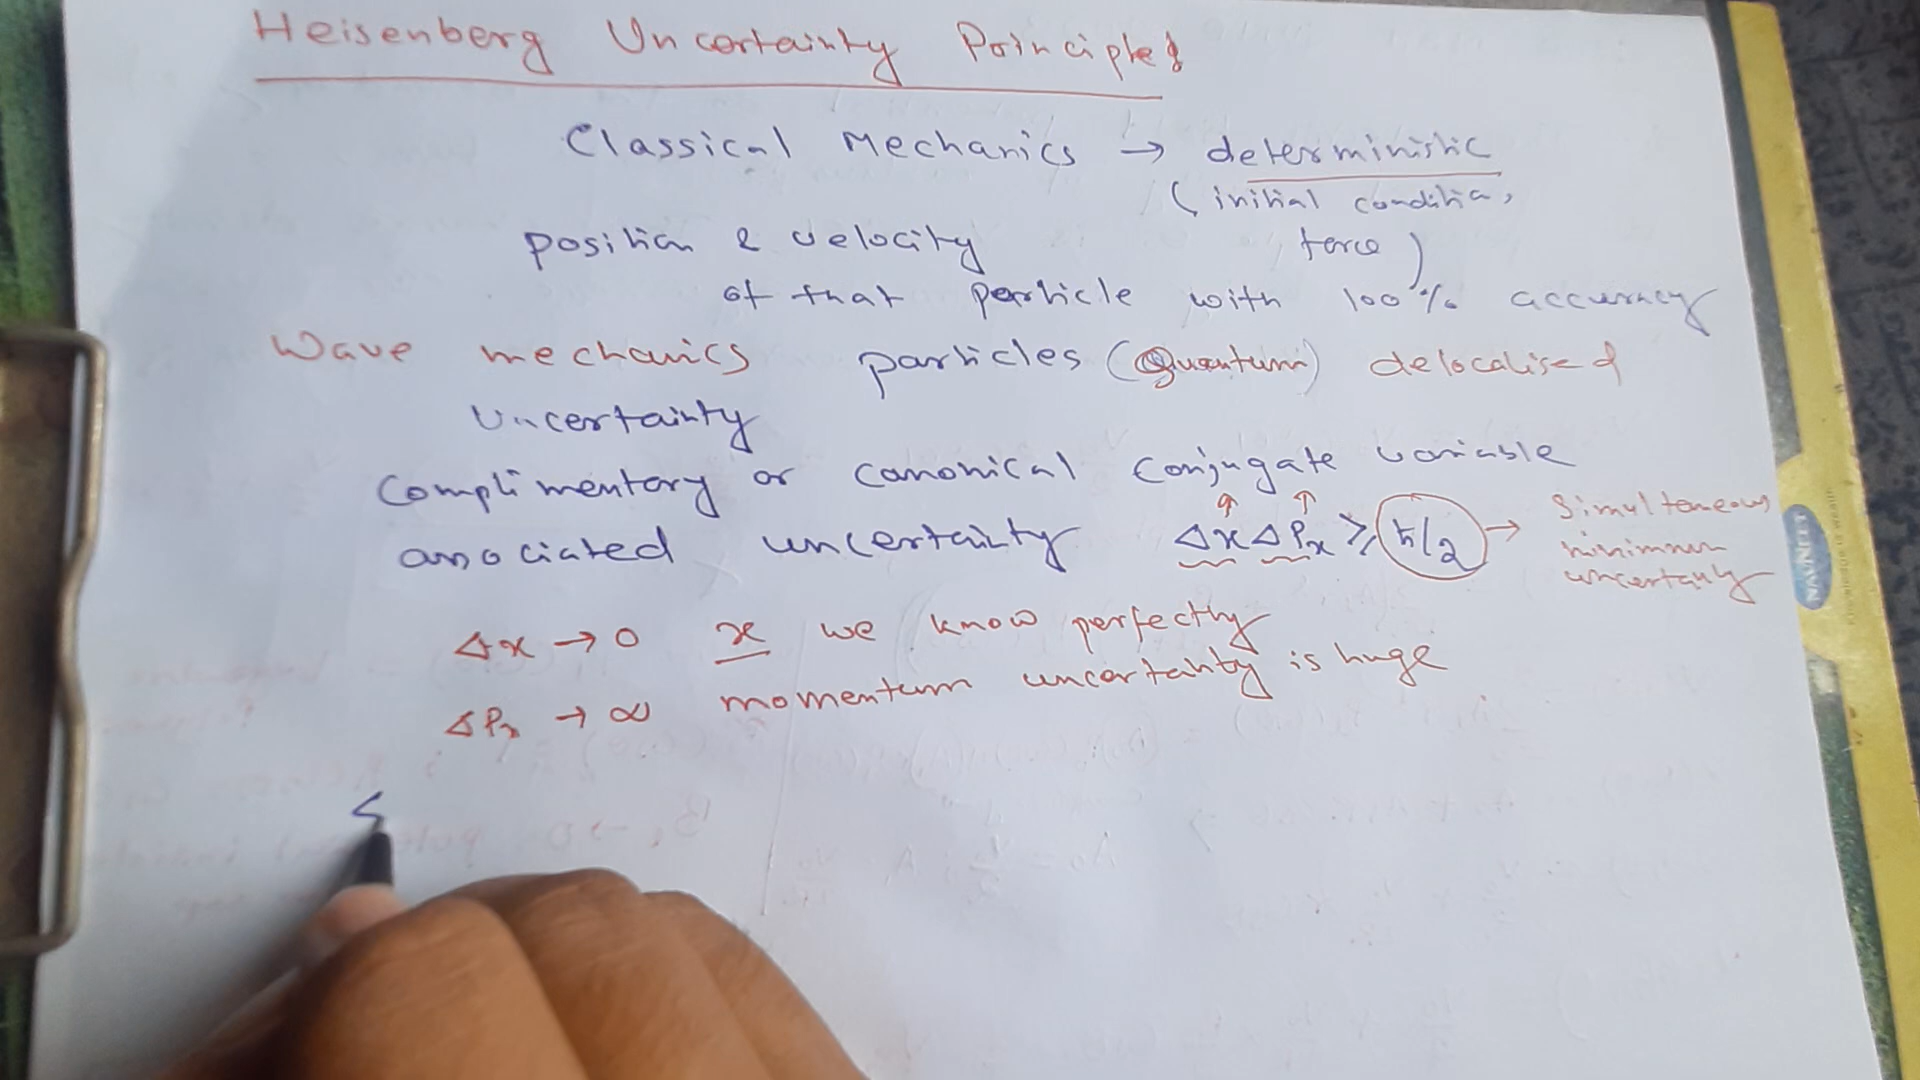 Heisenberg Uncertainty Principle :
Classical Mechanics → deterministic
( initial condition,
force )
position & velocity
of that particle with 100% accuracy
Wave mechanics particles (Quantum) delocalised
Uncertainty
Complimentary or canonical conjugate variable
associated uncertainty Δx ΔPx ≥ ħ/2 → Simultaneous
minimum
uncertainty
Δx → 0 x we know perfectly
ΔPx → ∞ momentum uncertainty is huge
NAVNEET